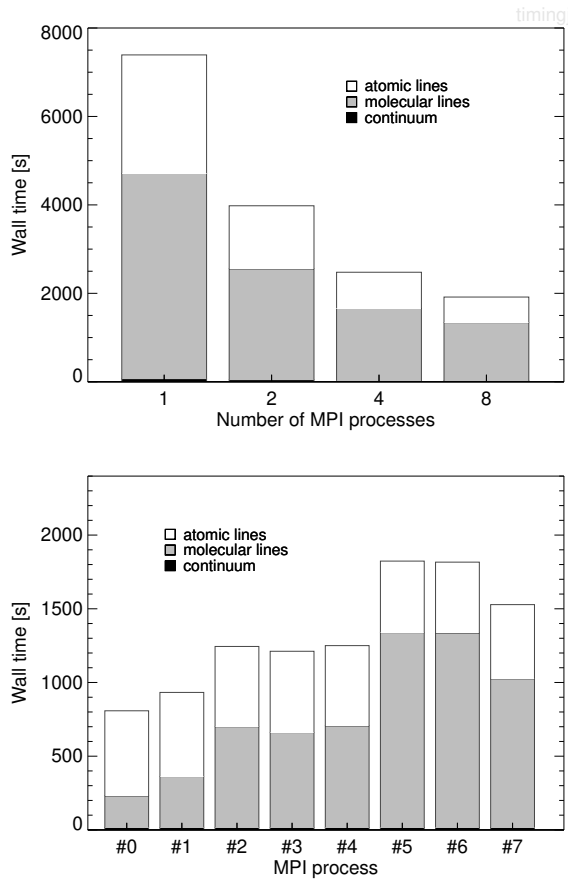 timing
8000
6000
4000
2000
0
Wall time [s]
atomic lines
molecular lines
continuum
1 2 4 8
Number of MPI processes
2000
1500
1000
500
0
Wall time [s]
atomic lines
molecular lines
continuum
#0 #1 #2 #3 #4 #5 #6 #7
MPI process